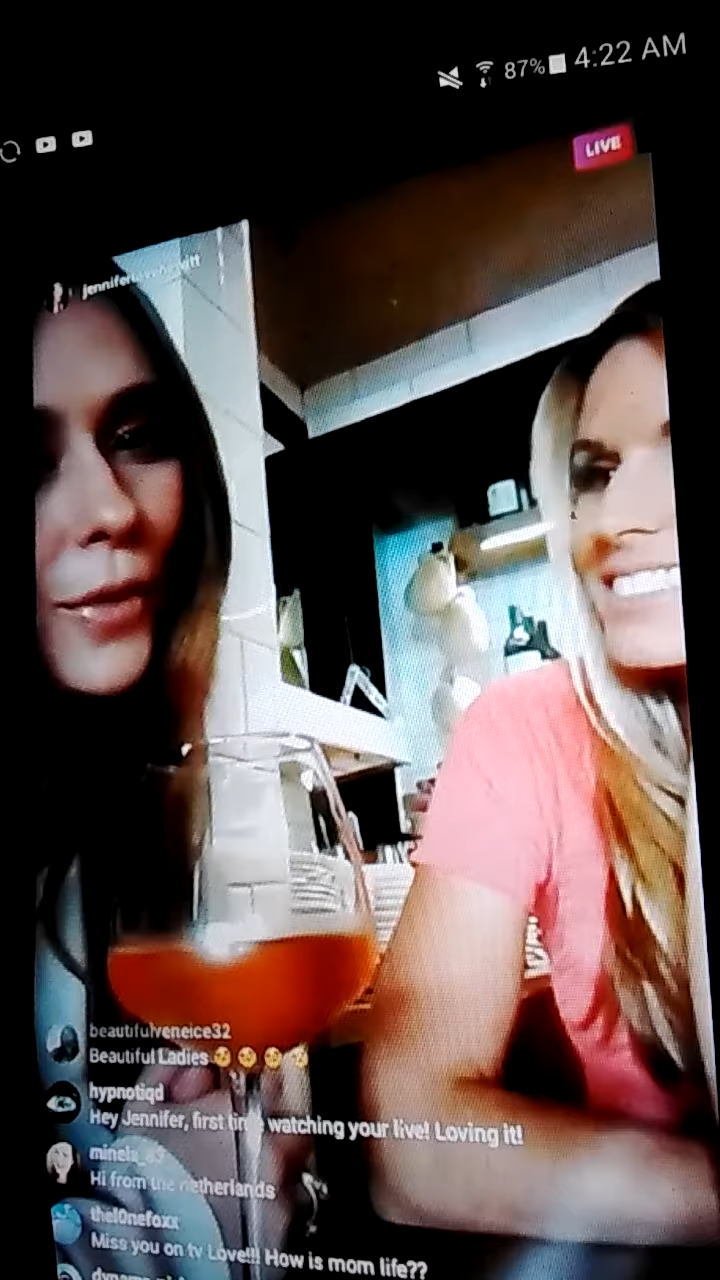 87% 4:22 AM
LIVE
beautifulveneice32
Beautiful Ladies
hypnotiqd
Hey Jennifer, first time watching your live! Loving it!
Hi from the netherlands
thel0nefoxx
Miss you on tv Love!!! How is mom life??